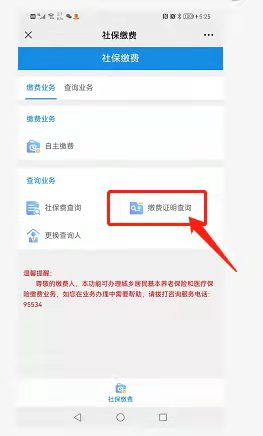 5:25
社保缴费
社保缴费
缴费业务 查询业务
缴费业务
自主缴费
查询业务
社保费查询 缴费证明查询
更换查询人
温馨提醒：
尊敬的缴费人，本功能可办理城乡居民基本养老保险和医疗保
险缴费业务，如您在业务办理中需要帮助，请拨打咨询服务电话：
95534
社保缴费